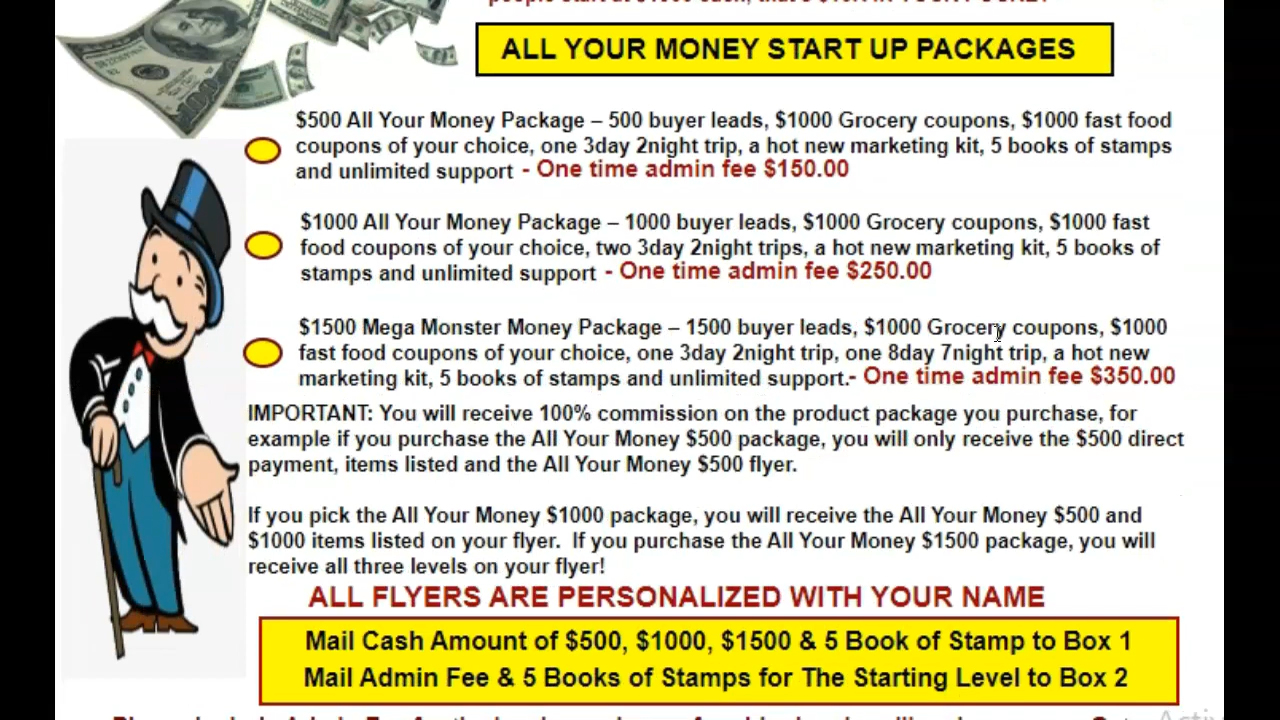 ALL YOUR MONEY START UP PACKAGES
$500 All Your Money Package – 500 buyer leads, $1000 Grocery coupons, $1000 fast food
coupons of your choice, one 3day 2night trip, a hot new marketing kit, 5 books of stamps
and unlimited support - One time admin fee $150.00
$1000 All Your Money Package – 1000 buyer leads, $1000 Grocery coupons, $1000 fast
food coupons of your choice, two 3day 2night trips, a hot new marketing kit, 5 books of
stamps and unlimited support - One time admin fee $250.00
$1500 Mega Monster Money Package – 1500 buyer leads, $1000 Grocery coupons, $1000
fast food coupons of your choice, one 3day 2night trip, one 8day 7night trip, a hot new
marketing kit, 5 books of stamps and unlimited support.- One time admin fee $350.00
IMPORTANT: You will receive 100% commission on the product package you purchase, for
example if you purchase the All Your Money $500 package, you will only receive the $500 direct
payment, items listed and the All Your Money $500 flyer.
If you pick the All Your Money $1000 package, you will receive the All Your Money $500 and
$1000 items listed on your flyer. If you purchase the All Your Money $1500 package, you will
receive all three levels on your flyer!
ALL FLYERS ARE PERSONALIZED WITH YOUR NAME
Mail Cash Amount of $500, $1000, $1500 & 5 Book of Stamp to Box 1
Mail Admin Fee & 5 Books of Stamps for The Starting Level to Box 2